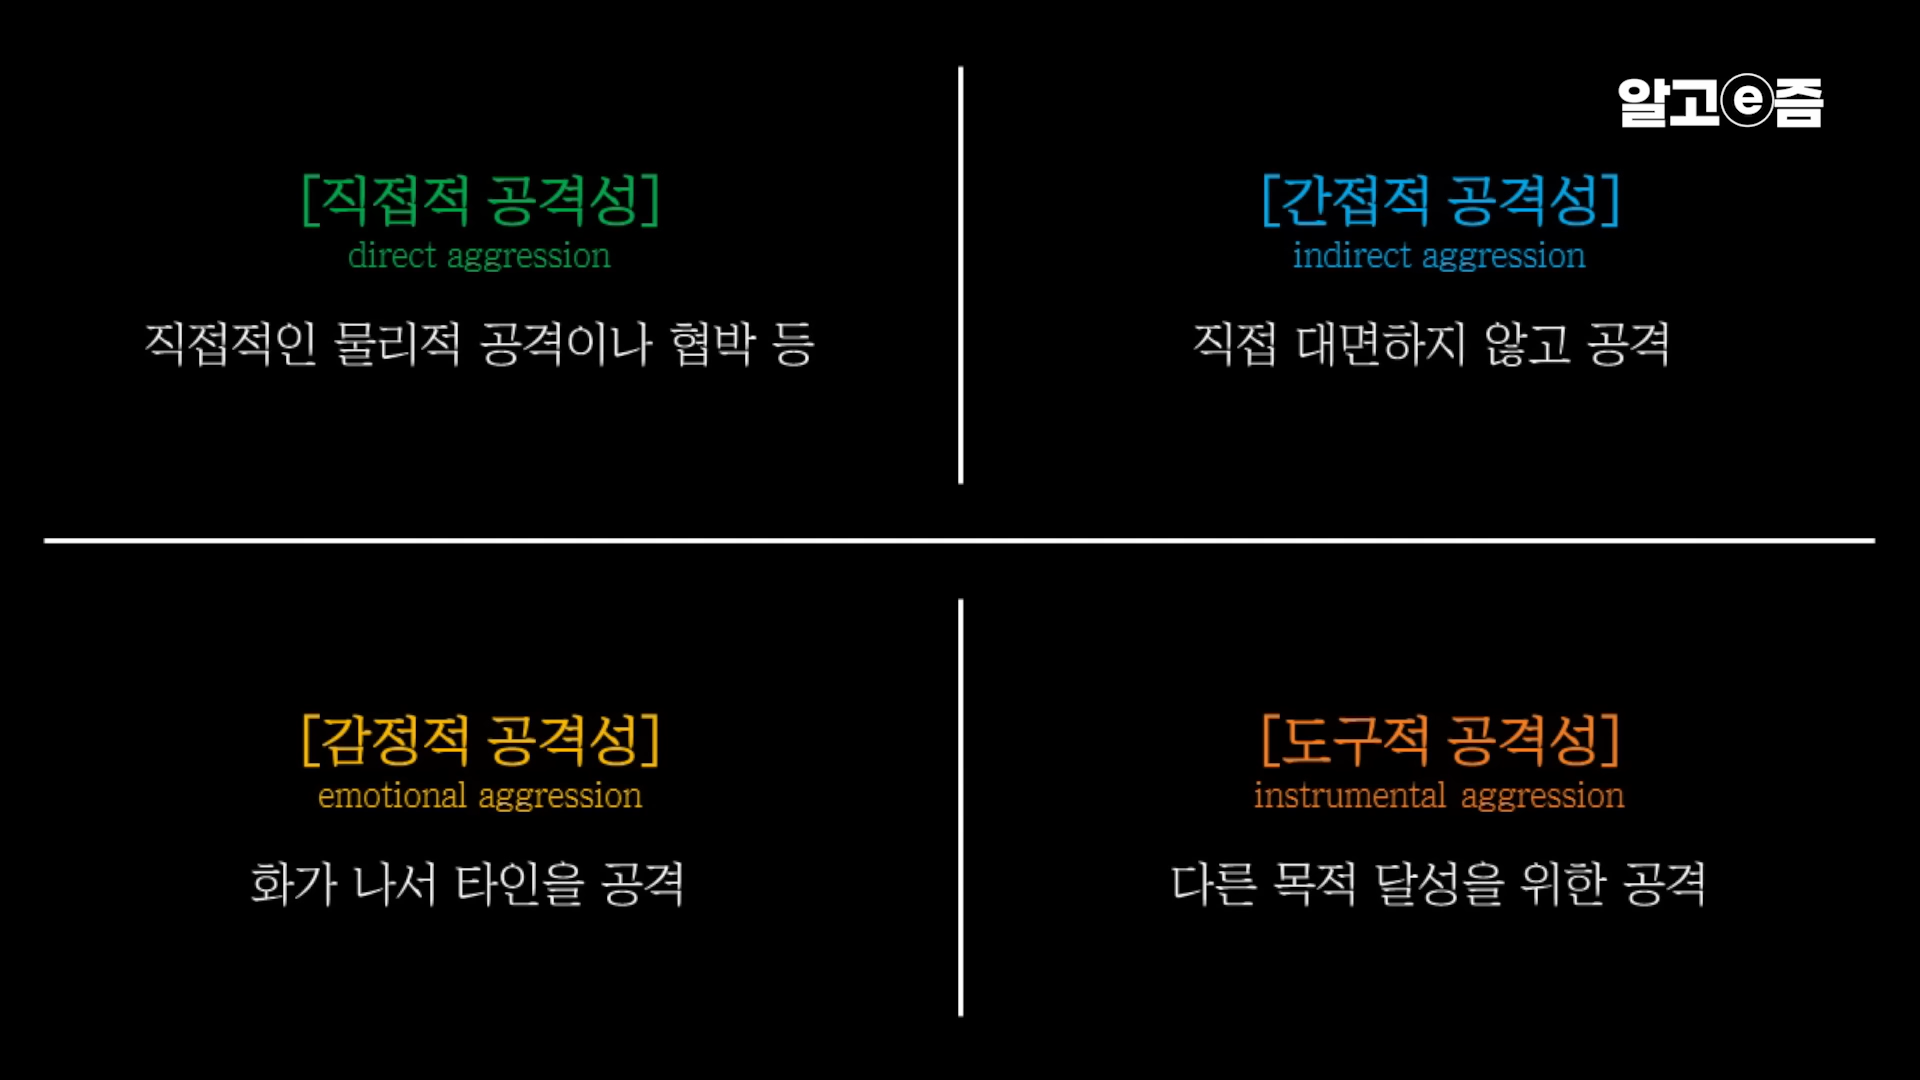 알고e즘
[직접적 공격성]
direct aggression
직접적인 물리적 공격이나 협박 등
[간접적 공격성]
indirect aggression
직접 대면하지 않고 공격
[감정적 공격성]
emotional aggression
화가 나서 타인을 공격
[도구적 공격성]
instrumental aggression
다른 목적 달성을 위한 공격